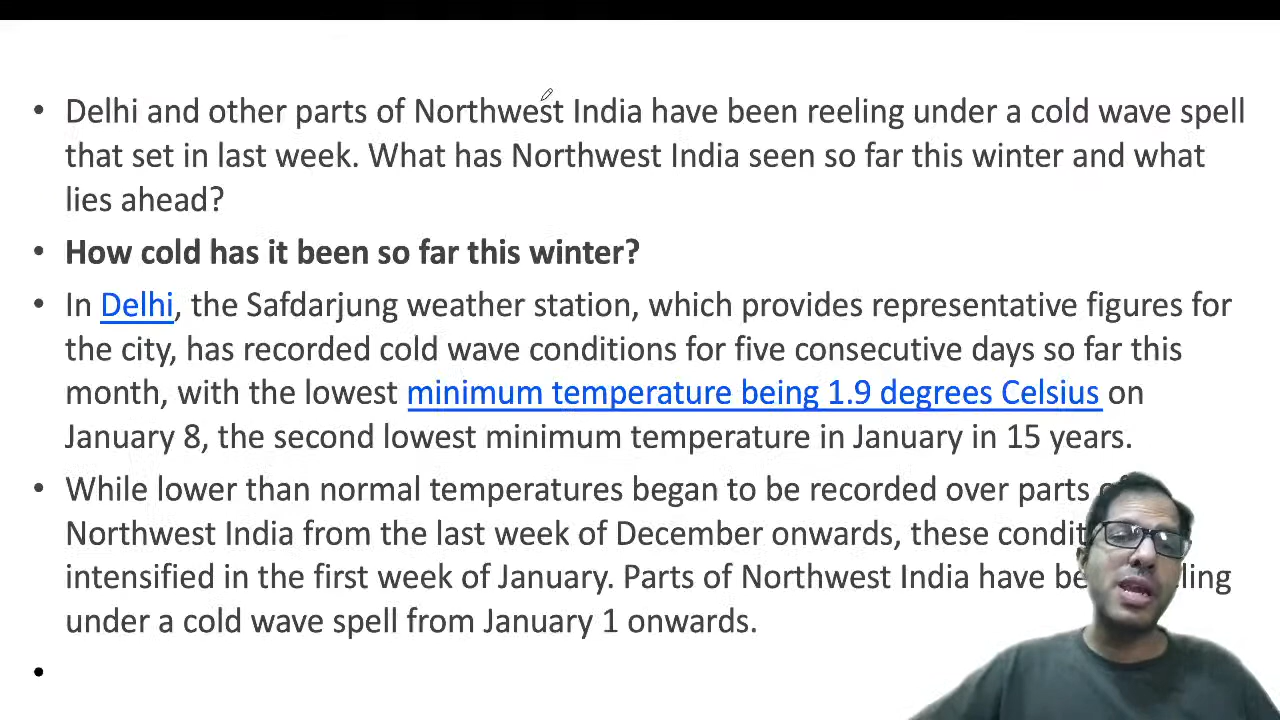 • Delhi and other parts of Northwest India have been reeling under a cold wave spell
that set in last week. What has Northwest India seen so far this winter and what
lies ahead?
• How cold has it been so far this winter?
• In Delhi, the Safdarjung weather station, which provides representative figures for
the city, has recorded cold wave conditions for five consecutive days so far this
month, with the lowest minimum temperature being 1.9 degrees Celsius on
January 8, the second lowest minimum temperature in January in 15 years.
• While lower than normal temperatures began to be recorded over parts
Northwest India from the last week of December onwards, these
intensified in the first week of January. Parts of Northwest India have
under a cold wave spell from January 1 onwards.
•